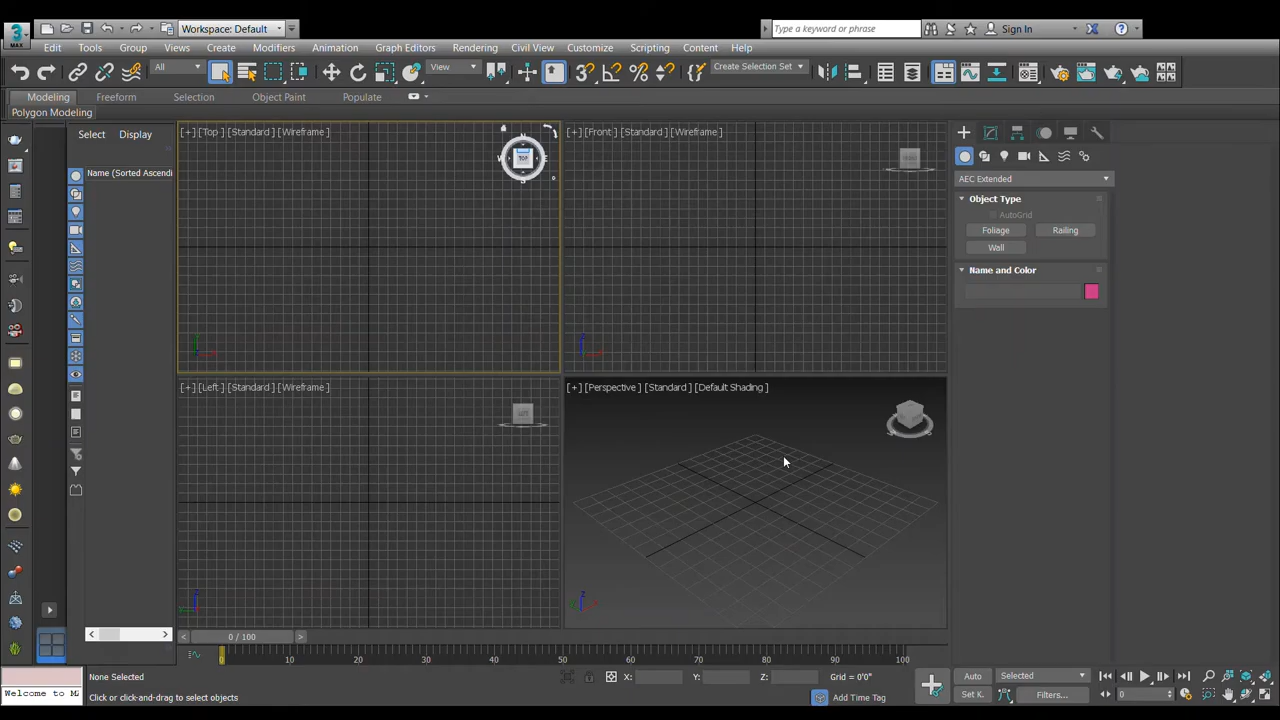 3
MAX
Workspace: Default
Type a keyword or phrase
Sign In
Edit Tools Group Views Create Modifiers Animation Graph Editors Rendering Civil View Customize Scripting Content Help
All
View
Create Selection Set
Modeling Freeform Selection Object Paint Populate
Polygon Modeling
Select Display
Name (Sorted Ascendi
[+] [Top ] [Standard ] [Wireframe ]
N
W TOP E
S
[+] [Front ] [Standard ] [Wireframe ]
[+] [Left ] [Standard ] [Wireframe ]
[+] [Perspective ] [Standard ] [Default Shading ]
AEC Extended
Object Type
AutoGrid
Foliage Railing
Wall
Name and Color
0 / 100
0 10 20 30 40 50 60 70 80 90 100
None Selected
X: Y: Z: Grid = 0'0"
Auto Selected
Welcome to M
Click or click-and-drag to select objects
Add Time Tag
Set K. Filters... 0